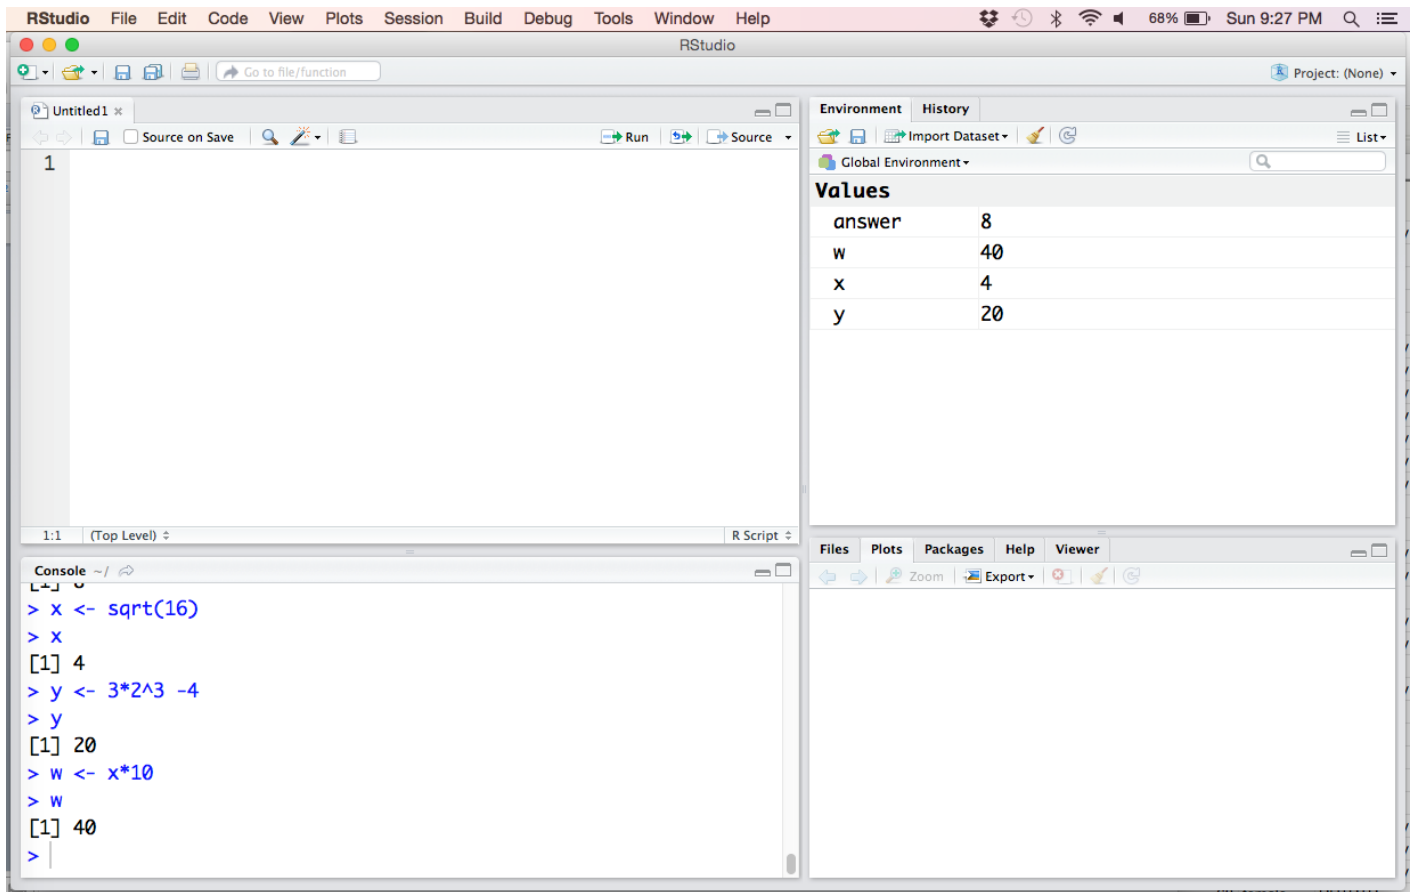 RStudio File Edit Code View Plots Session Build Debug Tools Window Help 68% Sun 9:27 PM
RStudio
Go to file/function Project: (None)
Untitled1
Source on Save Run Source
1
1:1 (Top Level) R Script
Console ~/
> x <- sqrt(16)
> x
[1] 4
> y <- 3*2^3 -4
> y
[1] 20
> w <- x*10
> w
[1] 40
>
Environment History
Import Dataset List
Global Environment
Values
answer 8
w 40
x 4
y 20
Files Plots Packages Help Viewer
Zoom Export